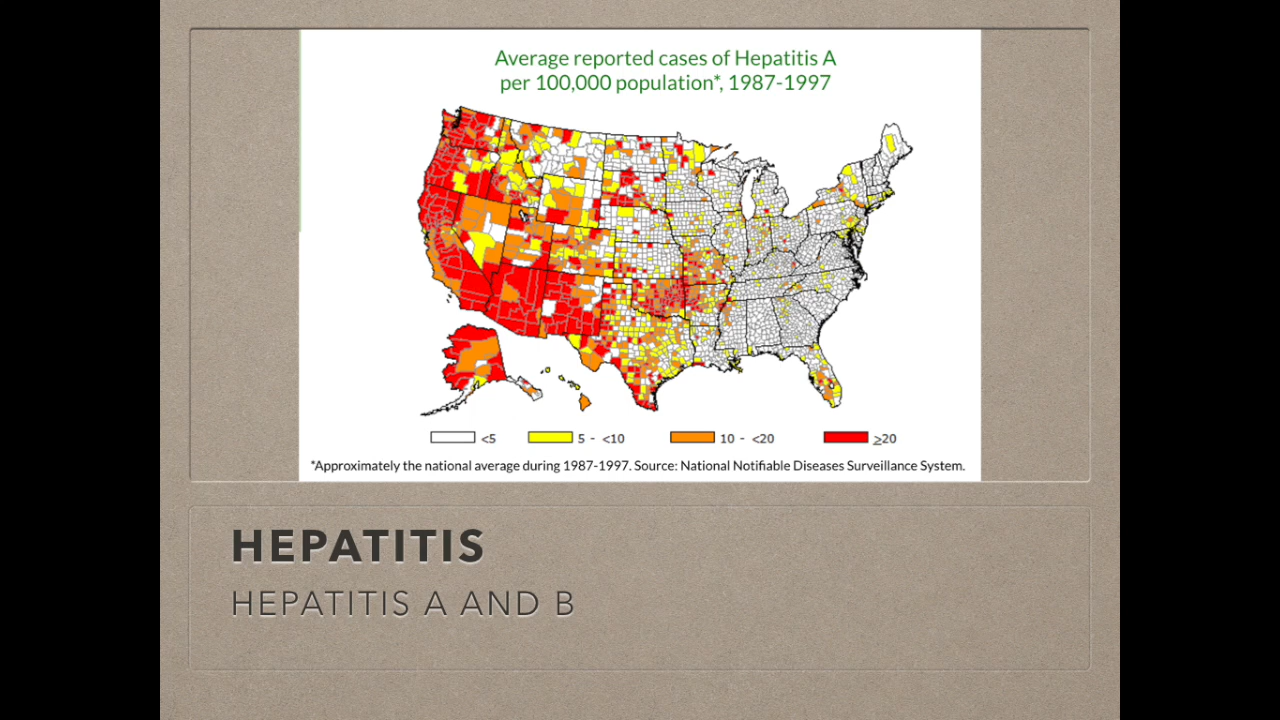 Average reported cases of Hepatitis A
per 100,000 population*, 1987-1997
<5
5 - <10
10 - <20
≥20
*Approximately the national average during 1987-1997. Source: National Notifiable Diseases Surveillance System.
HEPATITIS
HEPATITIS A AND B